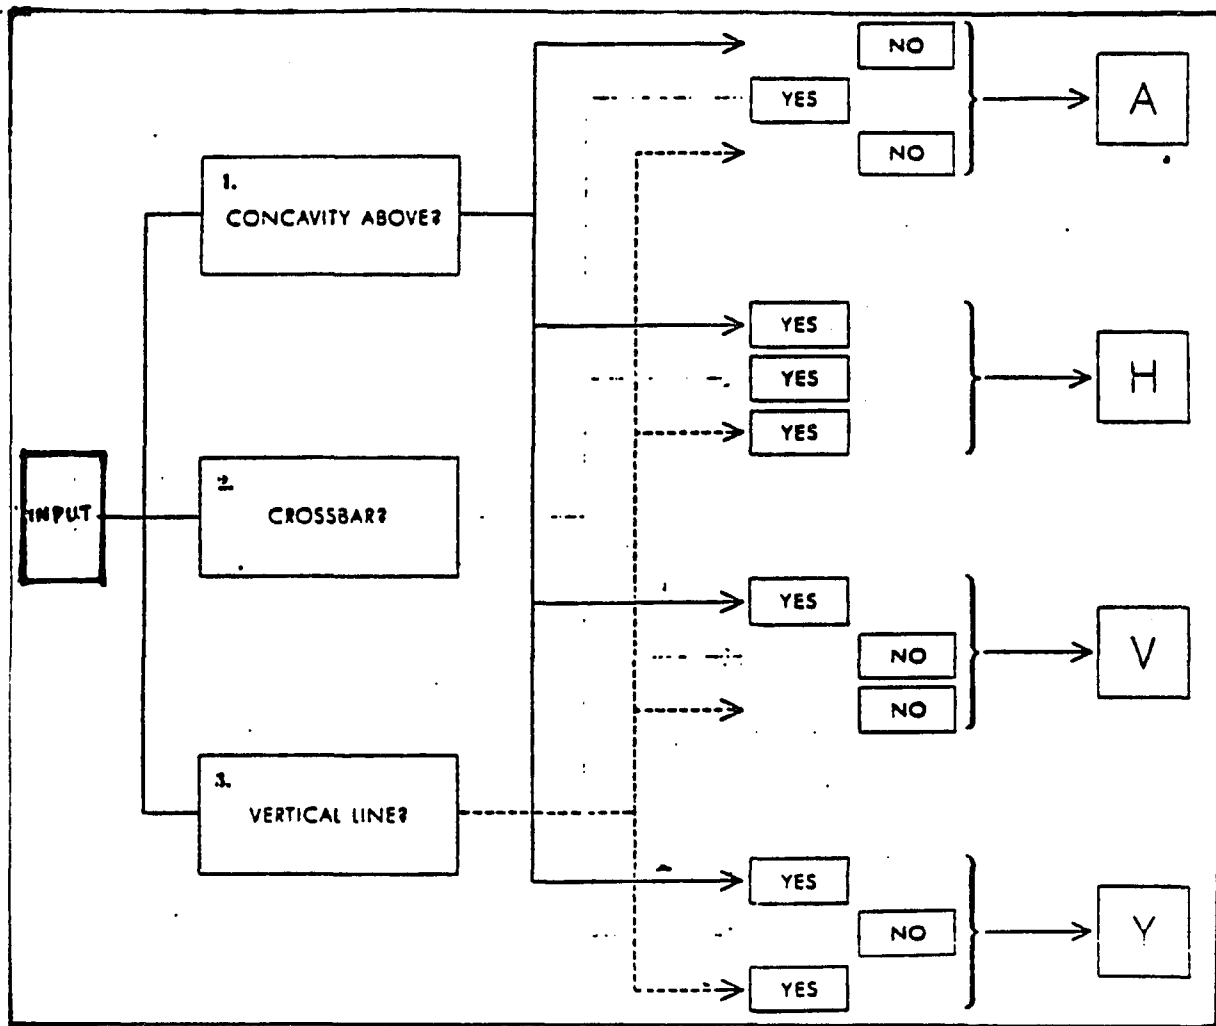 NO
YES
A
NO
1.
CONCAVITY ABOVE?
YES
YES
H
YES
INPUT
2.
CROSSBAR?
YES
NO
V
NO
3.
VERTICAL LINE?
YES
NO
Y
YES